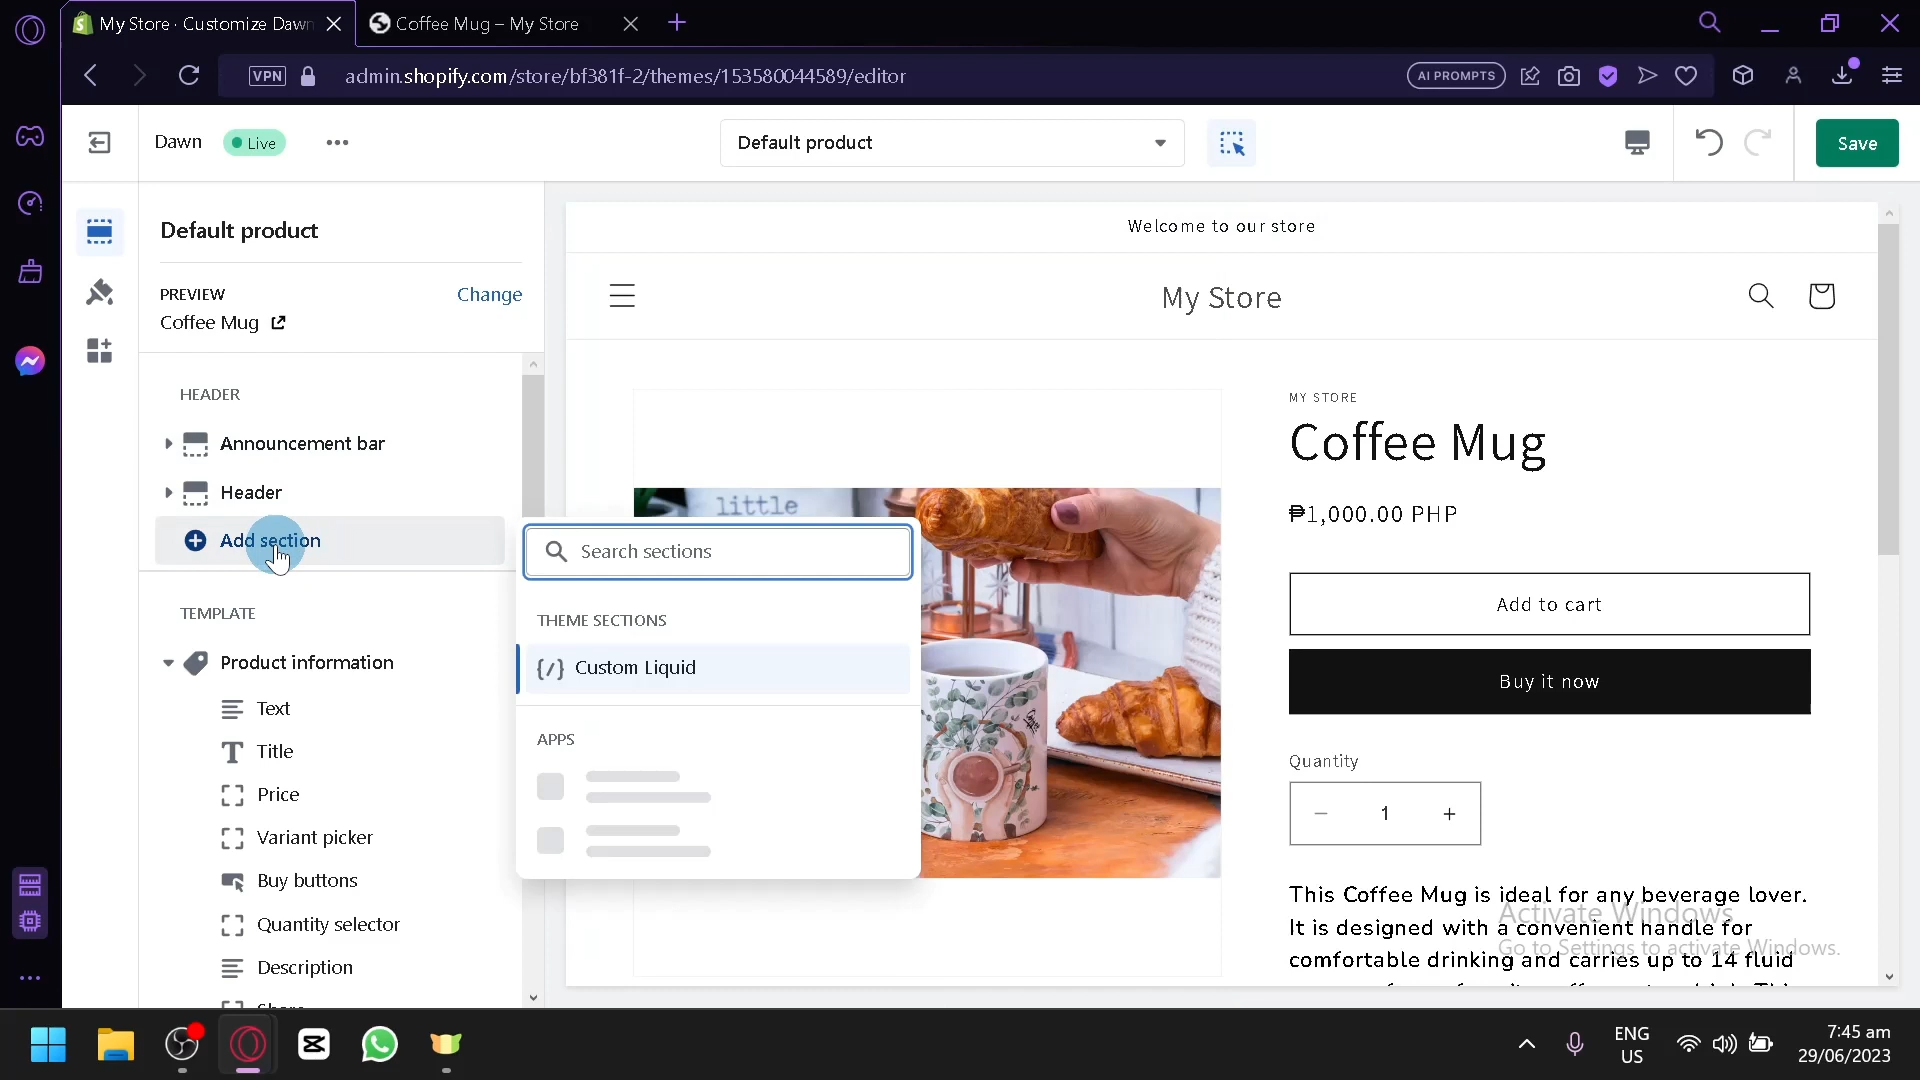 My Store · Customize Dawn
Coffee Mug – My Store
VPN
admin.shopify.com/store/bf381f-2/themes/153580044589/editor
AI PROMPTS
Dawn
Live
Default product
Save
Default product
PREVIEW
Change
Coffee Mug
HEADER
Announcement bar
Header
Add section
TEMPLATE
Product information
Text
Title
Price
Variant picker
Buy buttons
Quantity selector
Description
Search sections
THEME SECTIONS
Custom Liquid
APPS
Welcome to our store
My Store
little
MY STORE
Coffee Mug
₱1,000.00 PHP
Add to cart
Buy it now
Quantity
1
This Coffee Mug is ideal for any beverage lover.
It is designed with a convenient handle for
comfortable drinking and carries up to 14 fluid
Activate Windows
Go to Settings to activate Windows.
ENG
US
7:45 am
29/06/2023